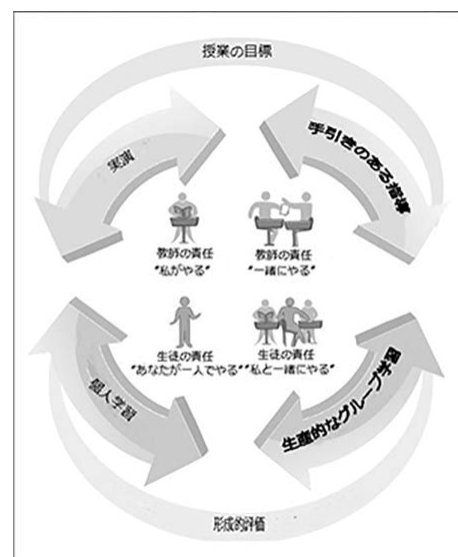 授業の目標
実演
手引きのある指導
教師の責任
"私がやる"
教師の責任
"一緒にやる"
生徒の責任
"あなたが一人でやる"
生徒の責任
"私と一緒にやる"
個人学習
生産的なグループ学習
形成的評価